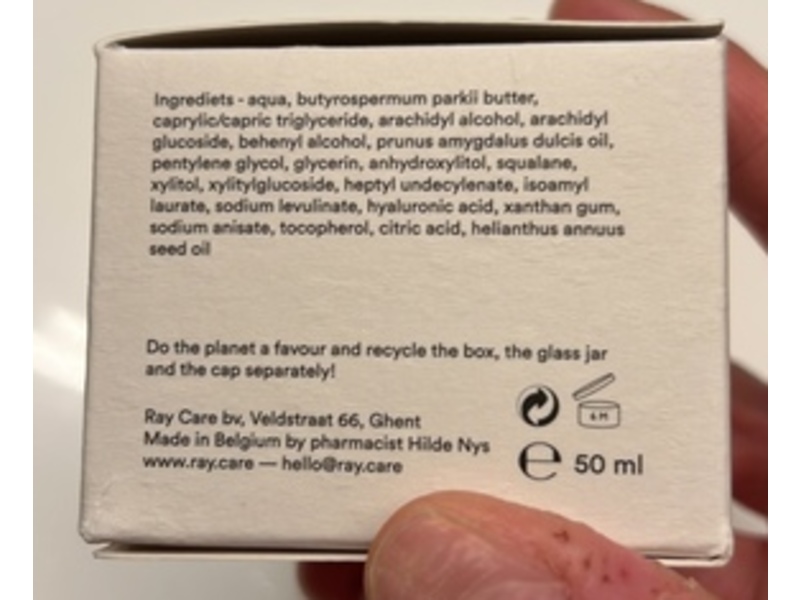 Ingrediets - aqua, butyrospermum parkii butter,
caprylic/capric triglyceride, arachidyl alcohol, arachidyl
glucoside, behenyl alcohol, prunus amygdalus dulcis oil,
pentylene glycol, glycerin, anhydroxylitol, squalane,
xylitol, xylitylglucoside, heptyl undecylenate, isoamyl
laurate, sodium levulinate, hyaluronic acid, xanthan gum,
sodium anisate, tocopherol, citric acid, helianthus annuus
seed oil
Do the planet a favour and recycle the box, the glass jar
and the cap separately!
Ray Care bv, Veldstraat 66, Ghent
Made in Belgium by pharmacist Hilde Nys
www.ray.care — hello@ray.care
6 M
℮ 50 ml